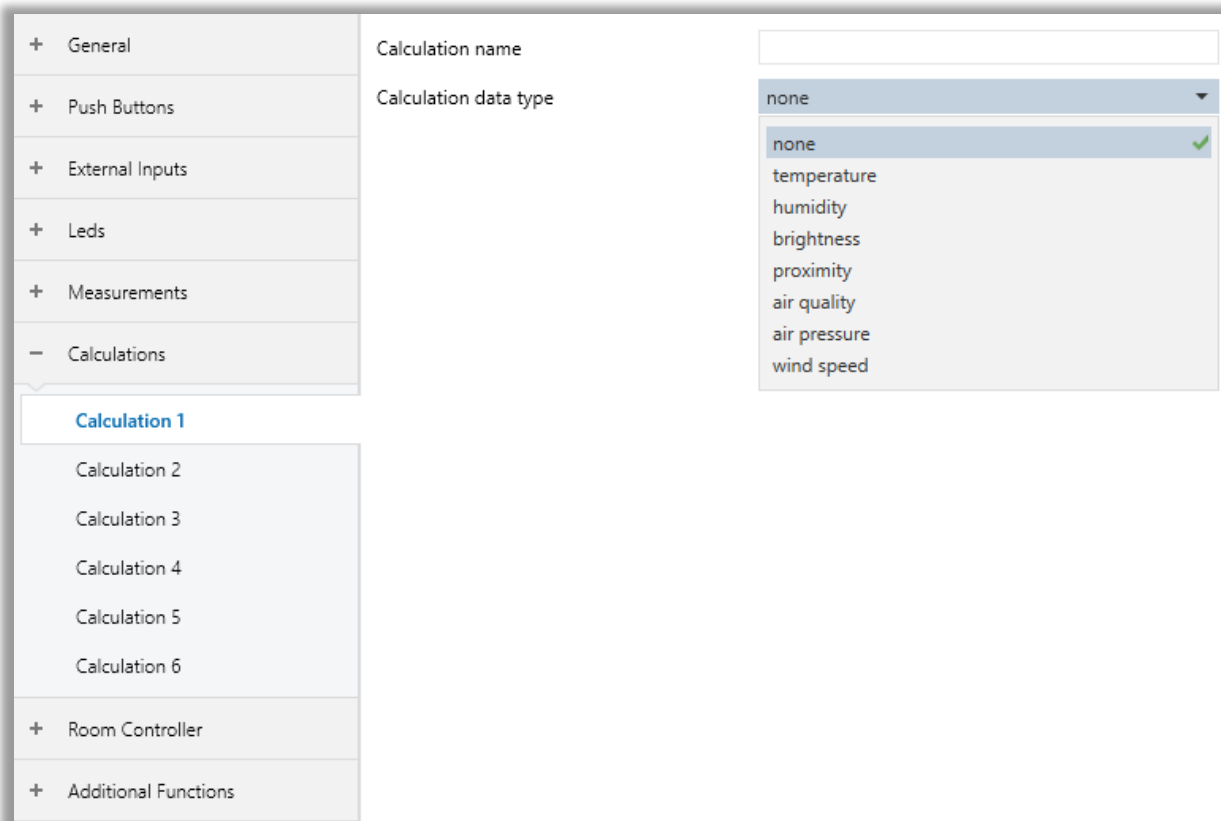 General
Push Buttons
External Inputs
Leds
Measurements
Calculations
Calculation 1
Calculation 2
Calculation 3
Calculation 4
Calculation 5
Calculation 6
Room Controller
Additional Functions
Calculation name
Calculation data type
none
none
temperature
humidity
brightness
proximity
air quality
air pressure
wind speed